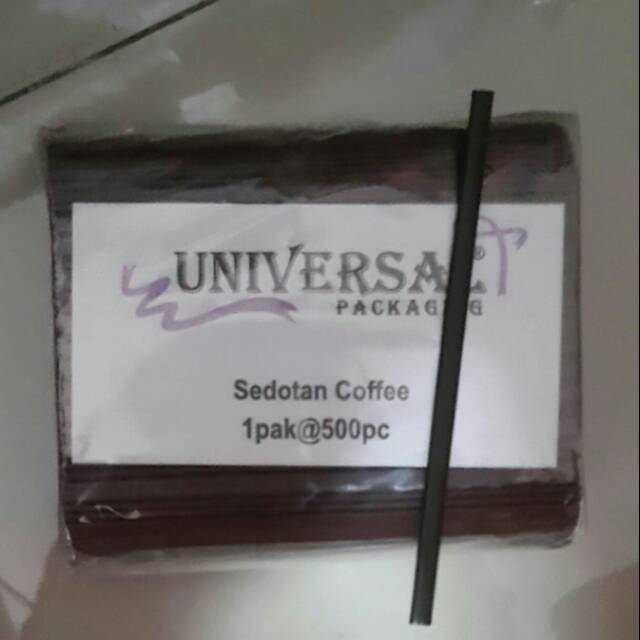 UNIVERSAL®
PACKAGING
Sedotan Coffee
1pak@500pc